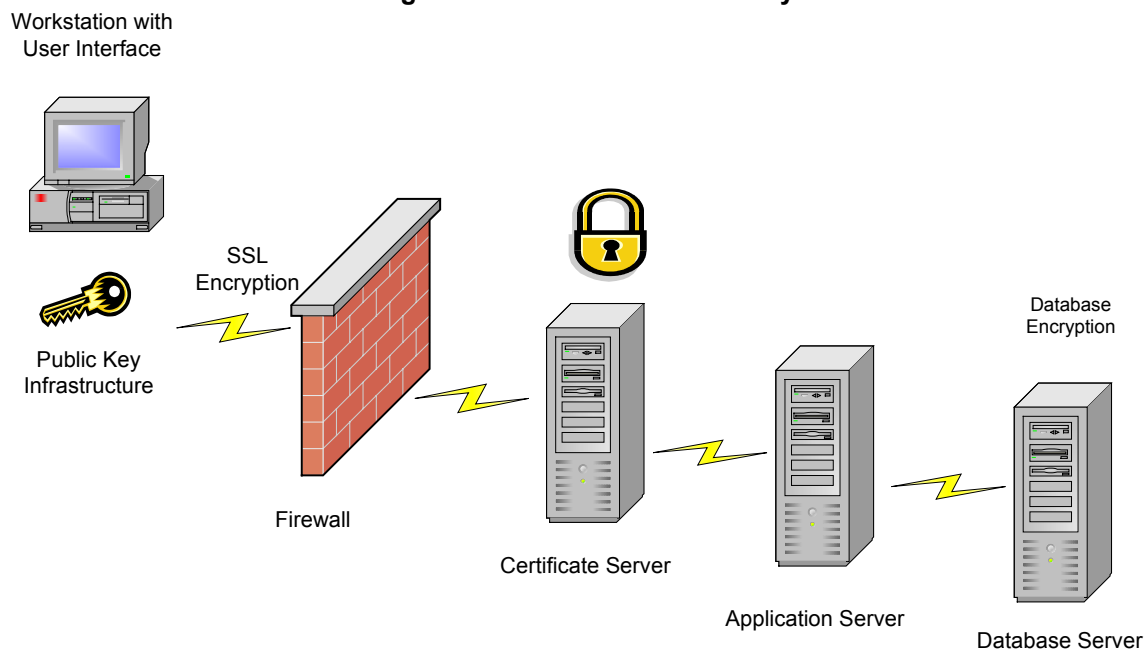 Workstation with
User Interface
SSL
Encryption
Public Key
Infrastructure
Firewall
Certificate Server
Application Server
Database
Encryption
Database Server